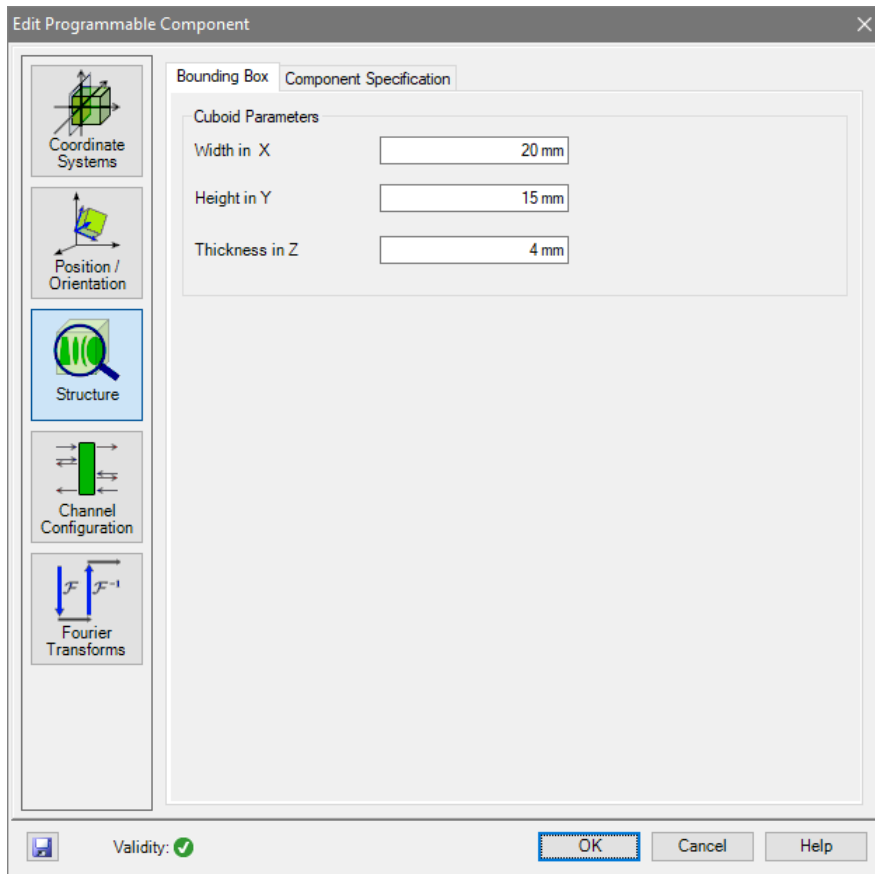 Edit Programmable Component
Coordinate
Systems
Position /
Orientation
Structure
Channel
Configuration
ℱ ℱ⁻¹
Fourier
Transforms
Bounding Box
Component Specification
Cuboid Parameters
Width in X
20 mm
Height in Y
15 mm
Thickness in Z
4 mm
Validity:
OK
Cancel
Help